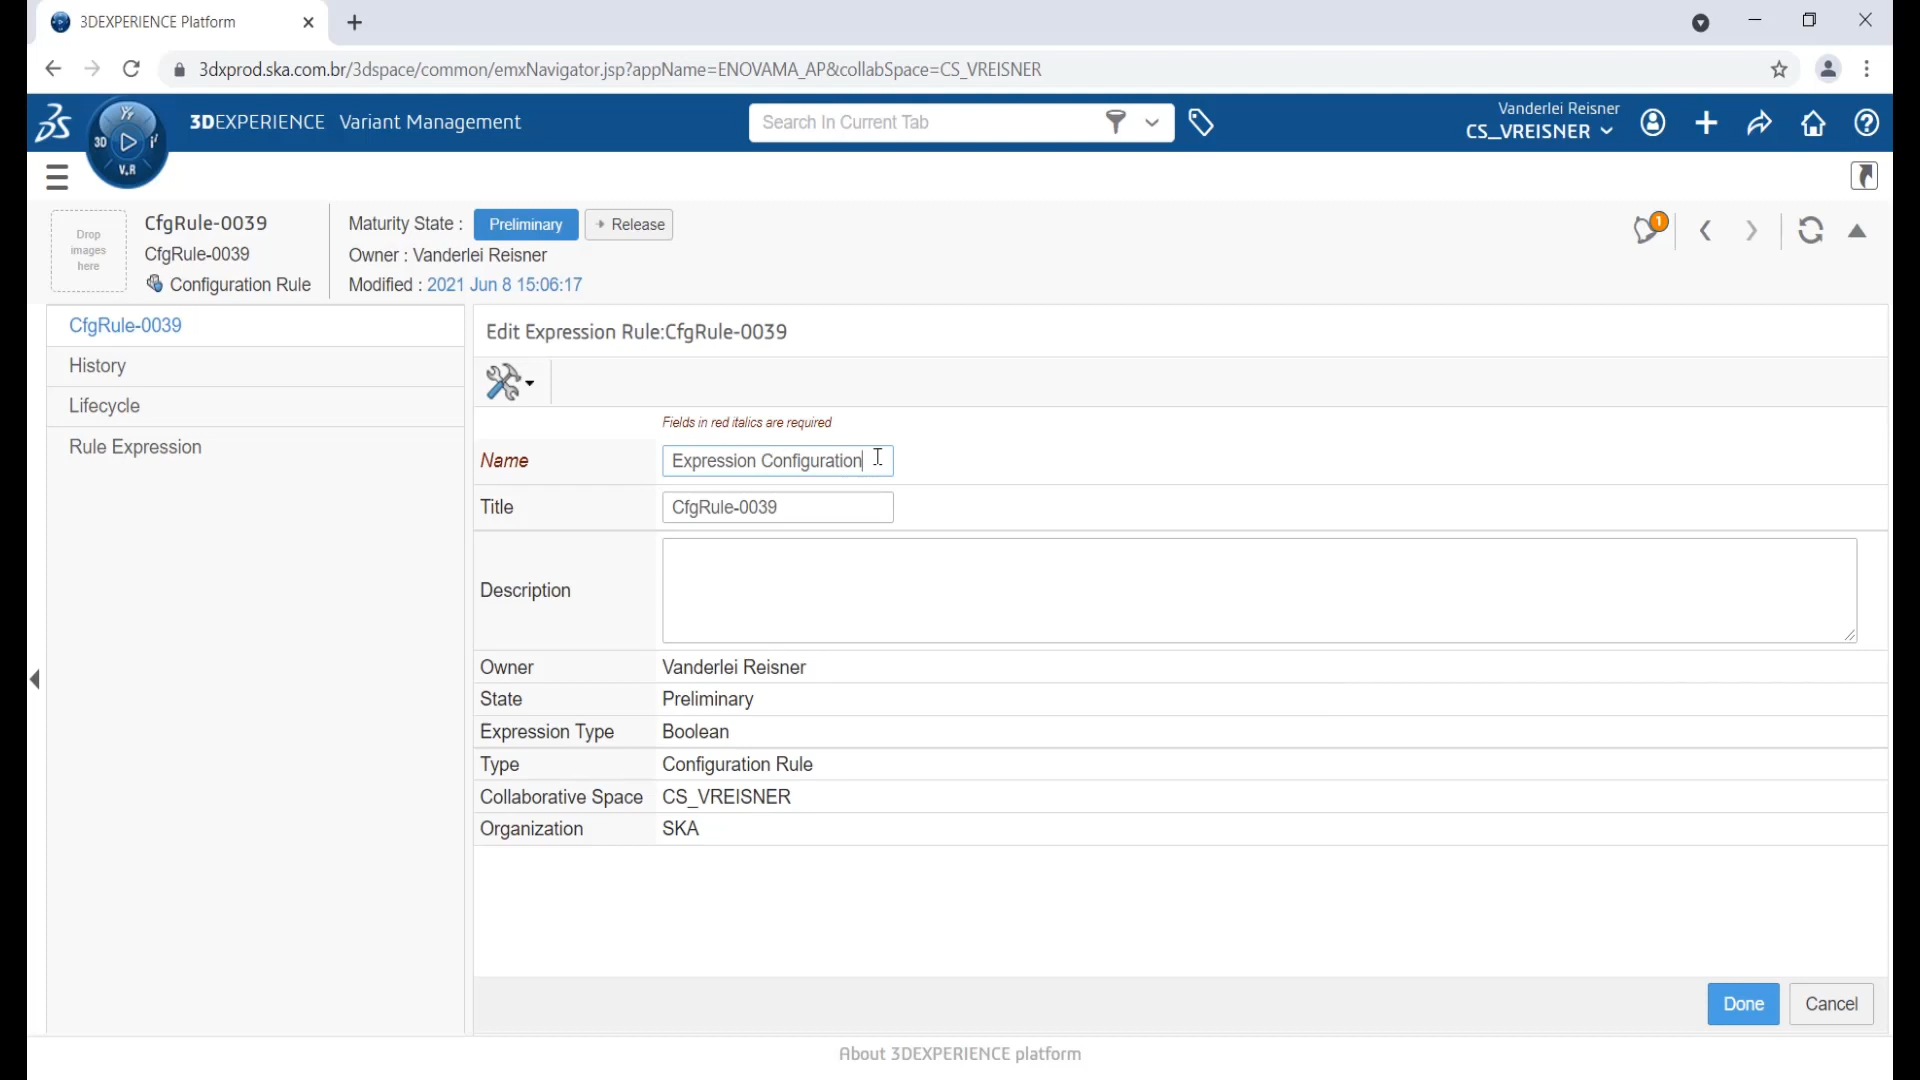 3DEXPERIENCE Platform
3dxprod.ska.com.br/3dspace/common/emxNavigator.jsp?appName=ENOVAMA_AP&collabSpace=CS_VREISNER
3D
V.R
3DEXPERIENCE Variant Management
Search In Current Tab
Vanderlei Reisner
CS_VREISNER
Drop
images
here
CfgRule-0039
CfgRule-0039
Configuration Rule
Maturity State : Preliminary Release
Owner : Vanderlei Reisner
Modified : 2021 Jun 8 15:06:17
1
CfgRule-0039
History
Lifecycle
Rule Expression
Edit Expression Rule:CfgRule-0039
Fields in red italics are required
Name Expression Configuration
Title CfgRule-0039
Description
Owner Vanderlei Reisner
State Preliminary
Expression Type Boolean
Type Configuration Rule
Collaborative Space CS_VREISNER
Organization SKA
Done Cancel
About 3DEXPERIENCE platform